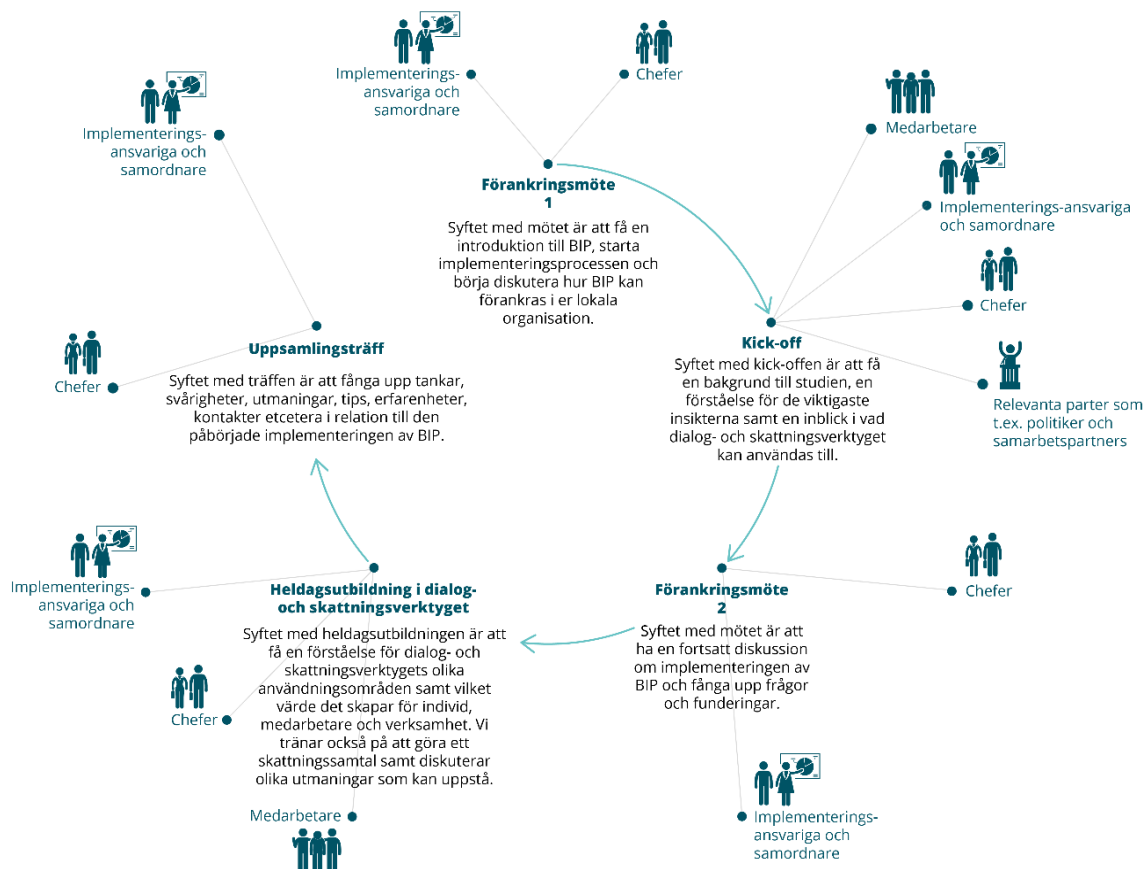 Implementerings-
ansvariga och
samordnare
Chefer
Förankringsmöte
1
Syftet med mötet är att få en
introduktion till BIP, starta
implementeringsprocessen och
börja diskutera hur BIP kan
förankras i er lokala
organisation.
Medarbetare
Implementerings-ansvariga
och samordnare
Chefer
Relevanta parter som
t.ex. politiker och
samarbetspartners
Kick-off
Syftet med kick-offen är att få
en bakgrund till studien, en
förståelse för de viktigaste
insikterna samt en inblick i vad
dialog- och skattningsverktyget
kan användas till.
Chefer
Förankringsmöte
2
Syftet med mötet är att
ha en fortsatt diskussion
om implementeringen av
BIP och fånga upp frågor
och funderingar.
Implementerings-
ansvariga och
samordnare
Implementerings-
ansvariga och
samordnare
Heldagsutbildning i dialog-
och skattningsverktyget
Syftet med heldagsutbildningen är att
få en förståelse för dialog- och
skattningsverktygets olika
användningsområden samt vilket
värde det skapar för individ,
medarbetare och verksamhet. Vi
tränar också på att göra ett
skattningssamtal samt diskuterar
olika utmaningar som kan uppstå.
Chefer
Medarbetare
Implementerings-
ansvariga och
samordnare
Chefer
Uppsamlingsträff
Syftet med träffen är att fånga upp tankar,
svårigheter, utmaningar, tips, erfarenheter,
kontakter etcetera i relation till den
påbörjade implementeringen av BIP.